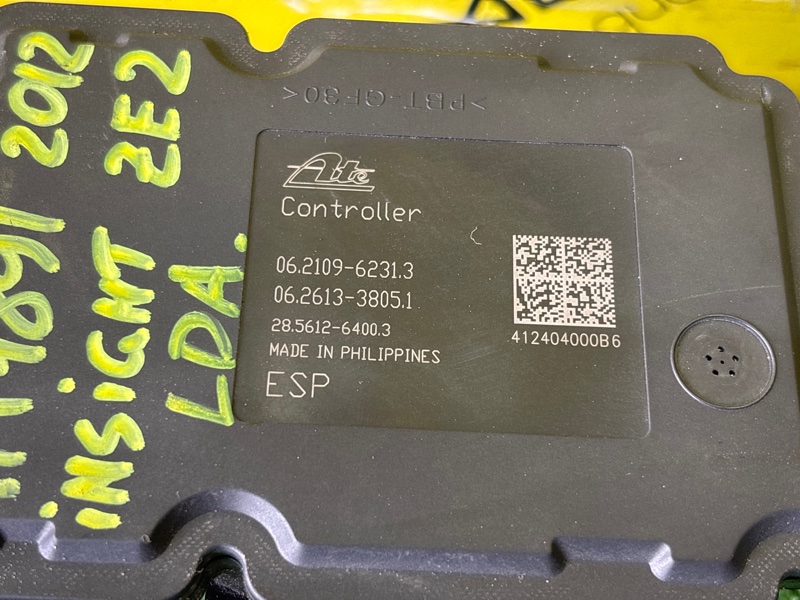 >PBT-GF30<
Ate
Controller
06.2109-6231.3
06.2613-3805.1
28.5612-6400.3
MADE IN PHILIPPINES
ESP
412404000B6
2012
iNSiGHT ZE2
LDA.